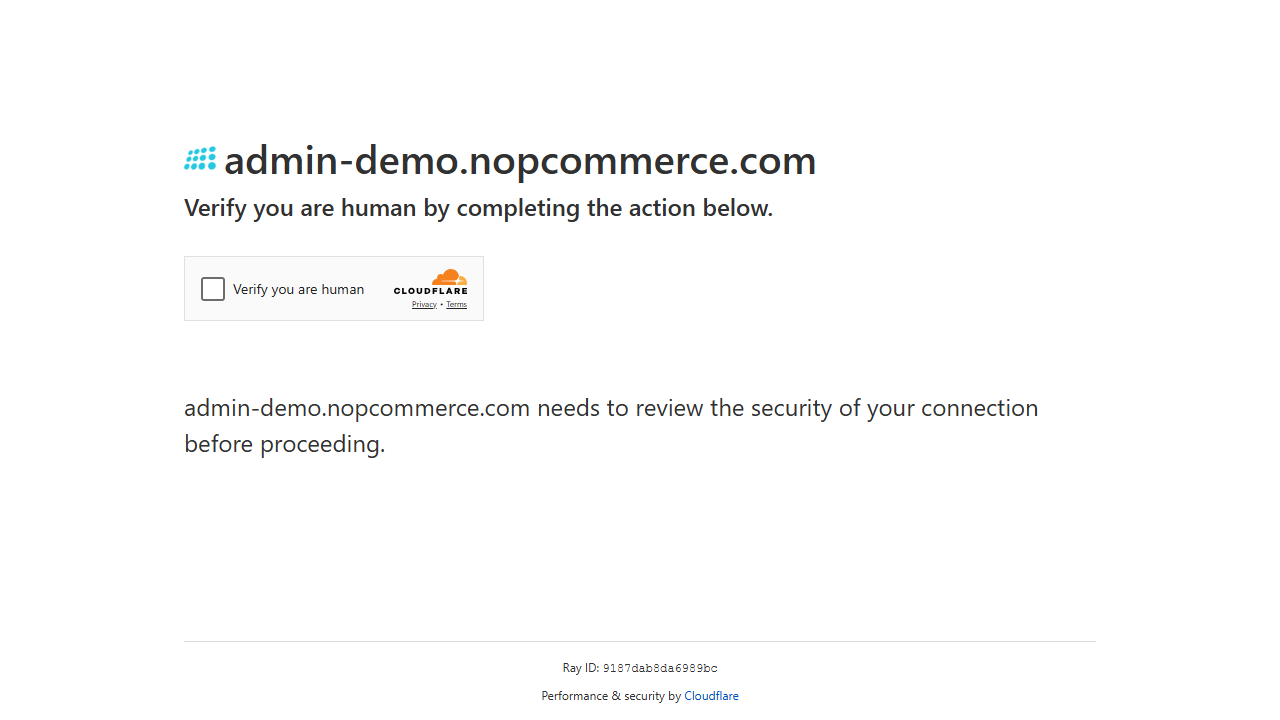 admin-demo.nopcommerce.com
Verify you are human by completing the action below.
Verify you are human
CLOUDFLARE
Privacy • Terms
admin-demo.nopcommerce.com needs to review the security of your connection
before proceeding.
Ray ID: 9187dab8da6989bc
Performance & security by Cloudflare